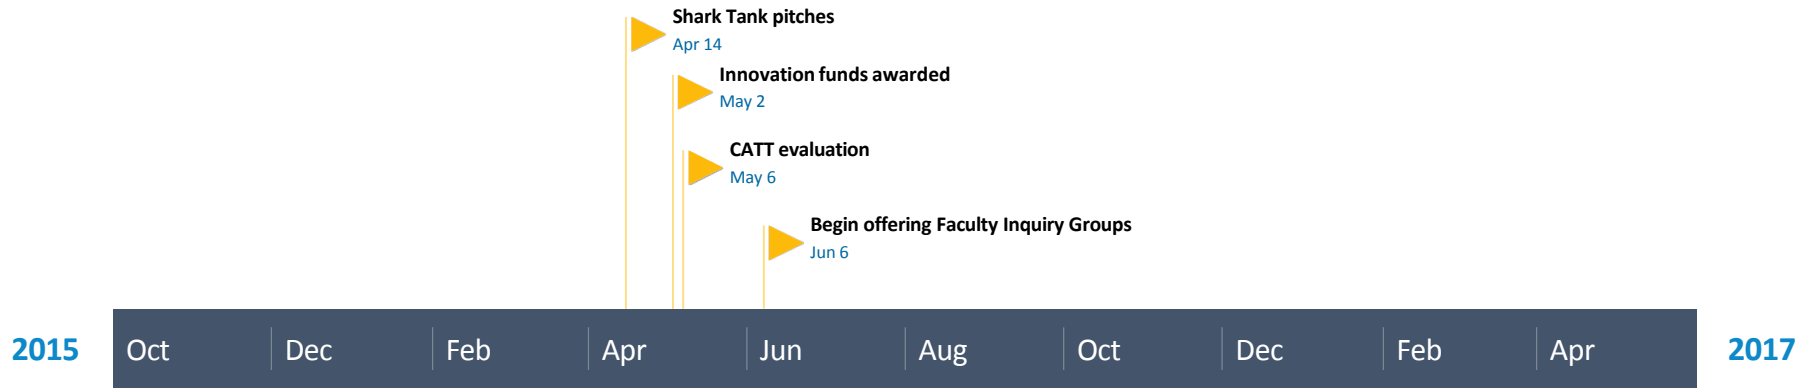 Shark Tank pitches
Apr 14
Innovation funds awarded
May 2
CATT evaluation
May 6
Begin offering Faculty Inquiry Groups
Jun 6
2015 Oct Dec Feb Apr Jun Aug Oct Dec Feb Apr 2017